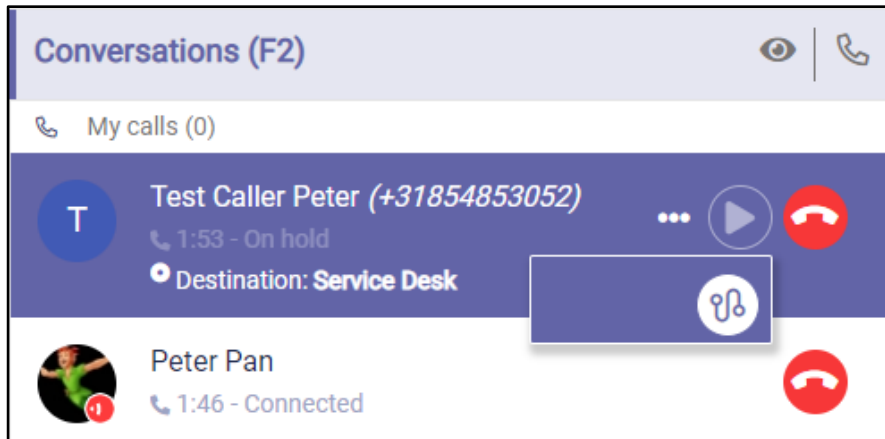 Conversations (F2)
My calls (0)
T
Test Caller Peter (+31854853052)
1:53 - On hold
Destination: Service Desk
Peter Pan
1:46 - Connected